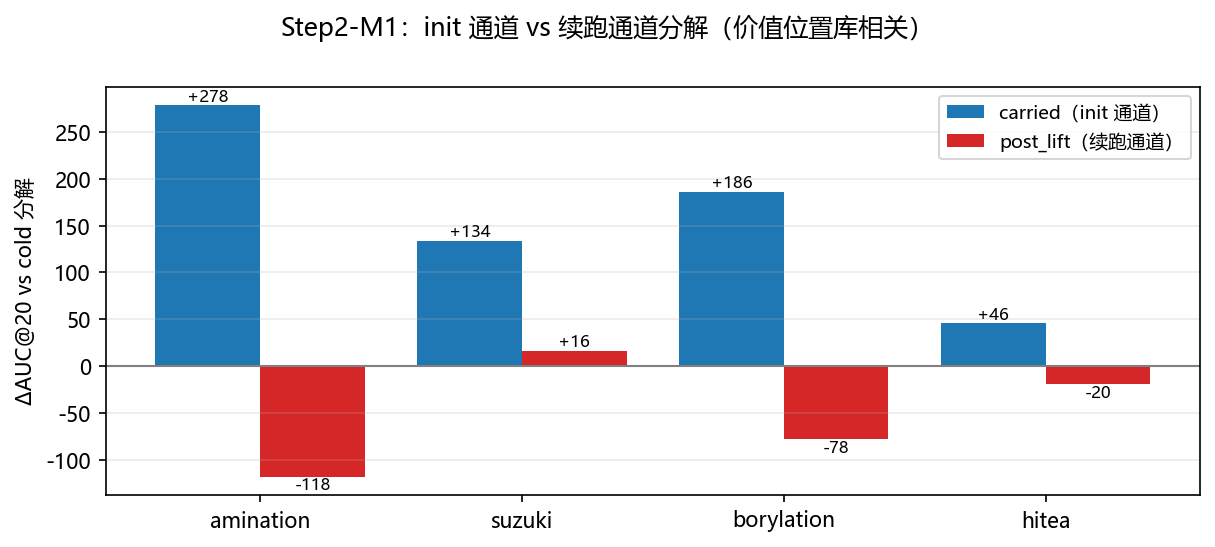 Step2-M1：init 通道 vs 续跑通道分解（价值位置库相关）
ΔAUC@20 vs cold 分解
250
200
150
100
50
0
-50
-100
carried（init 通道）
post_lift（续跑通道）
+278
-118
+134
+16
+186
-78
+46
-20
amination
suzuki
borylation
hitea